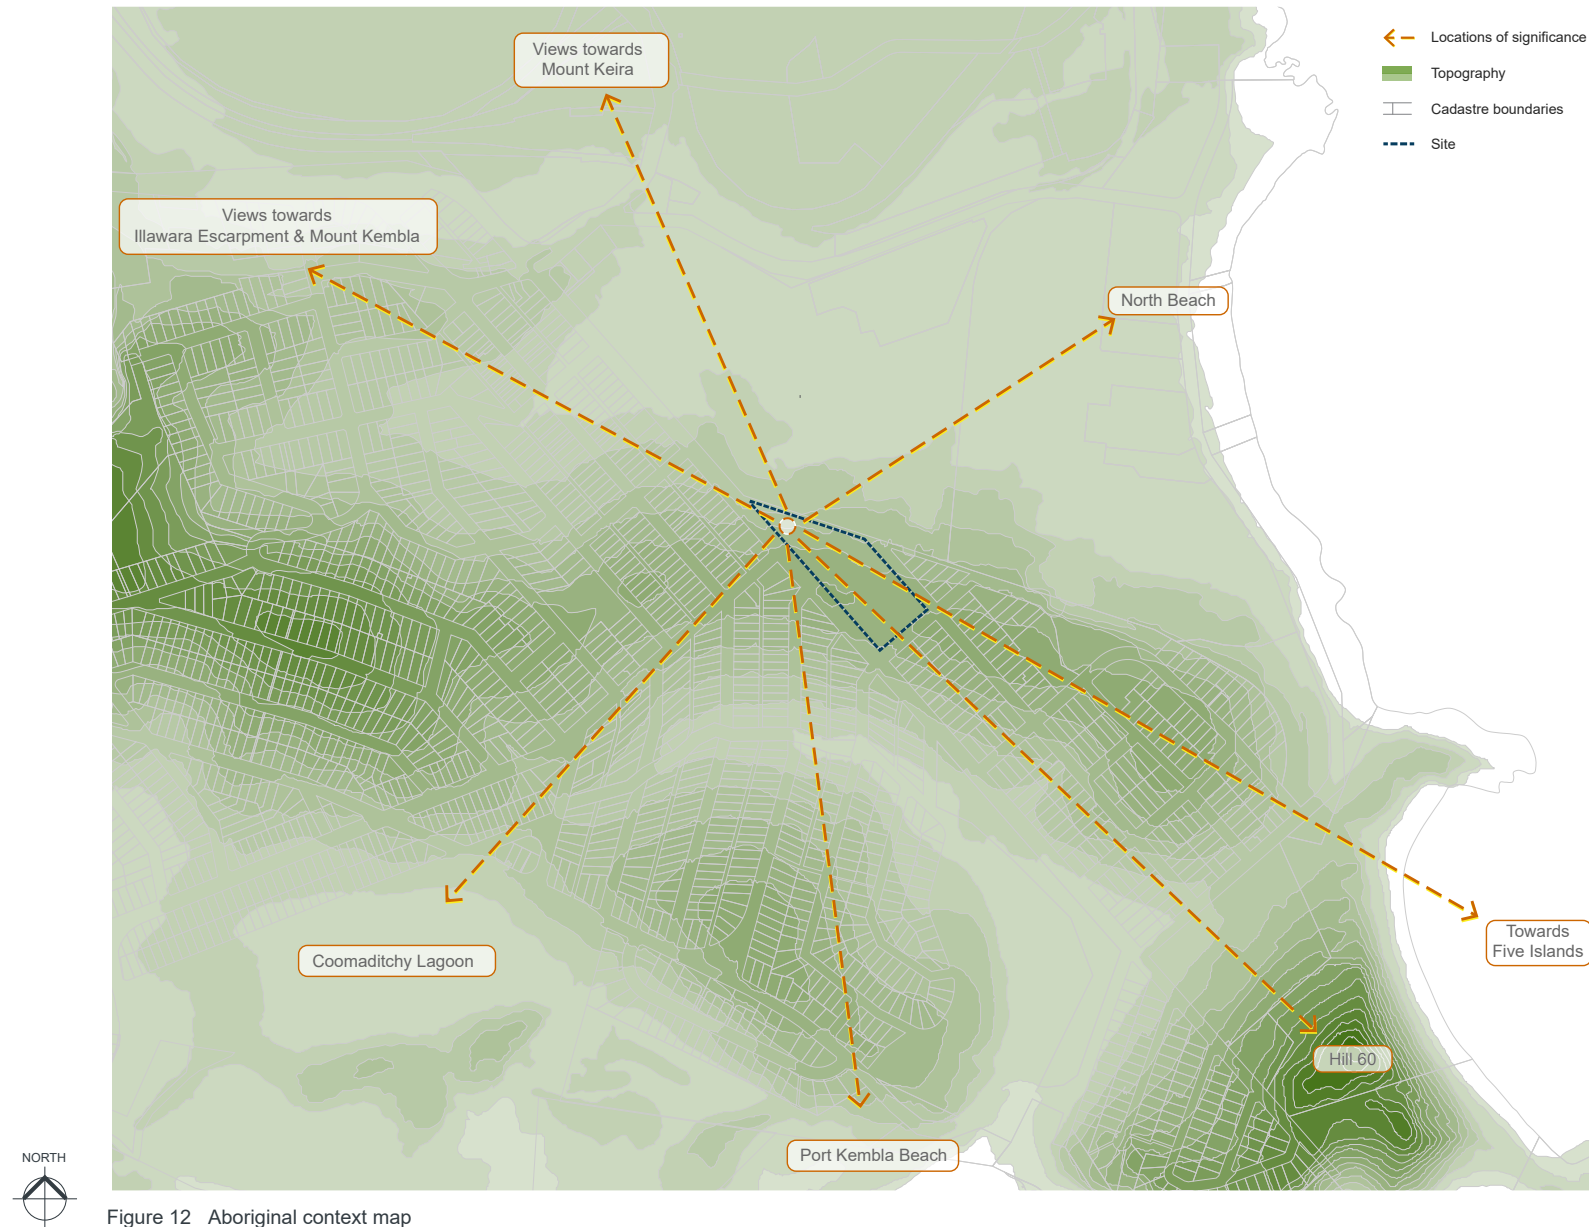 Views towards
Mount Keira
Locations of significance
Topography
Cadastre boundaries
Site
Views towards
Illawara Escarpment & Mount Kembla
North Beach
Coomaditchy Lagoon
Towards
Five Islands
Hill 60
Port Kembla Beach
NORTH
Figure 12 Aboriginal context map